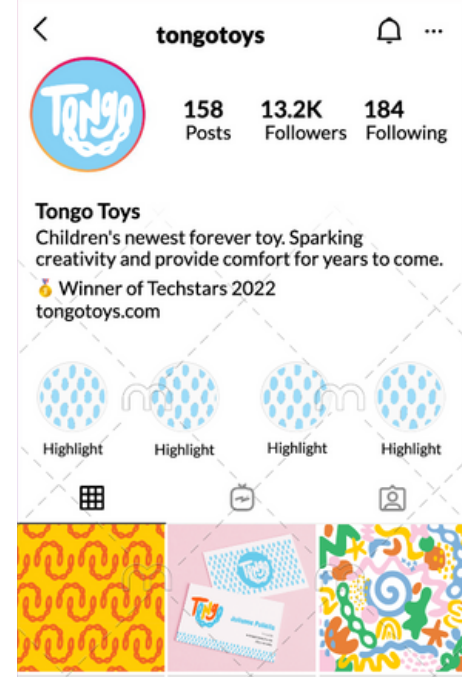 tongotoys
Tongo
158
13.2K
184
Posts
Followers
Following
Tongo Toys
Children's newest forever toy. Sparking
creativity and provide comfort for years to come.
🏅 Winner of Techstars 2022
tongotoys.com
m
m
Highlight
Highlight
Highlight
Highlight
Tongo